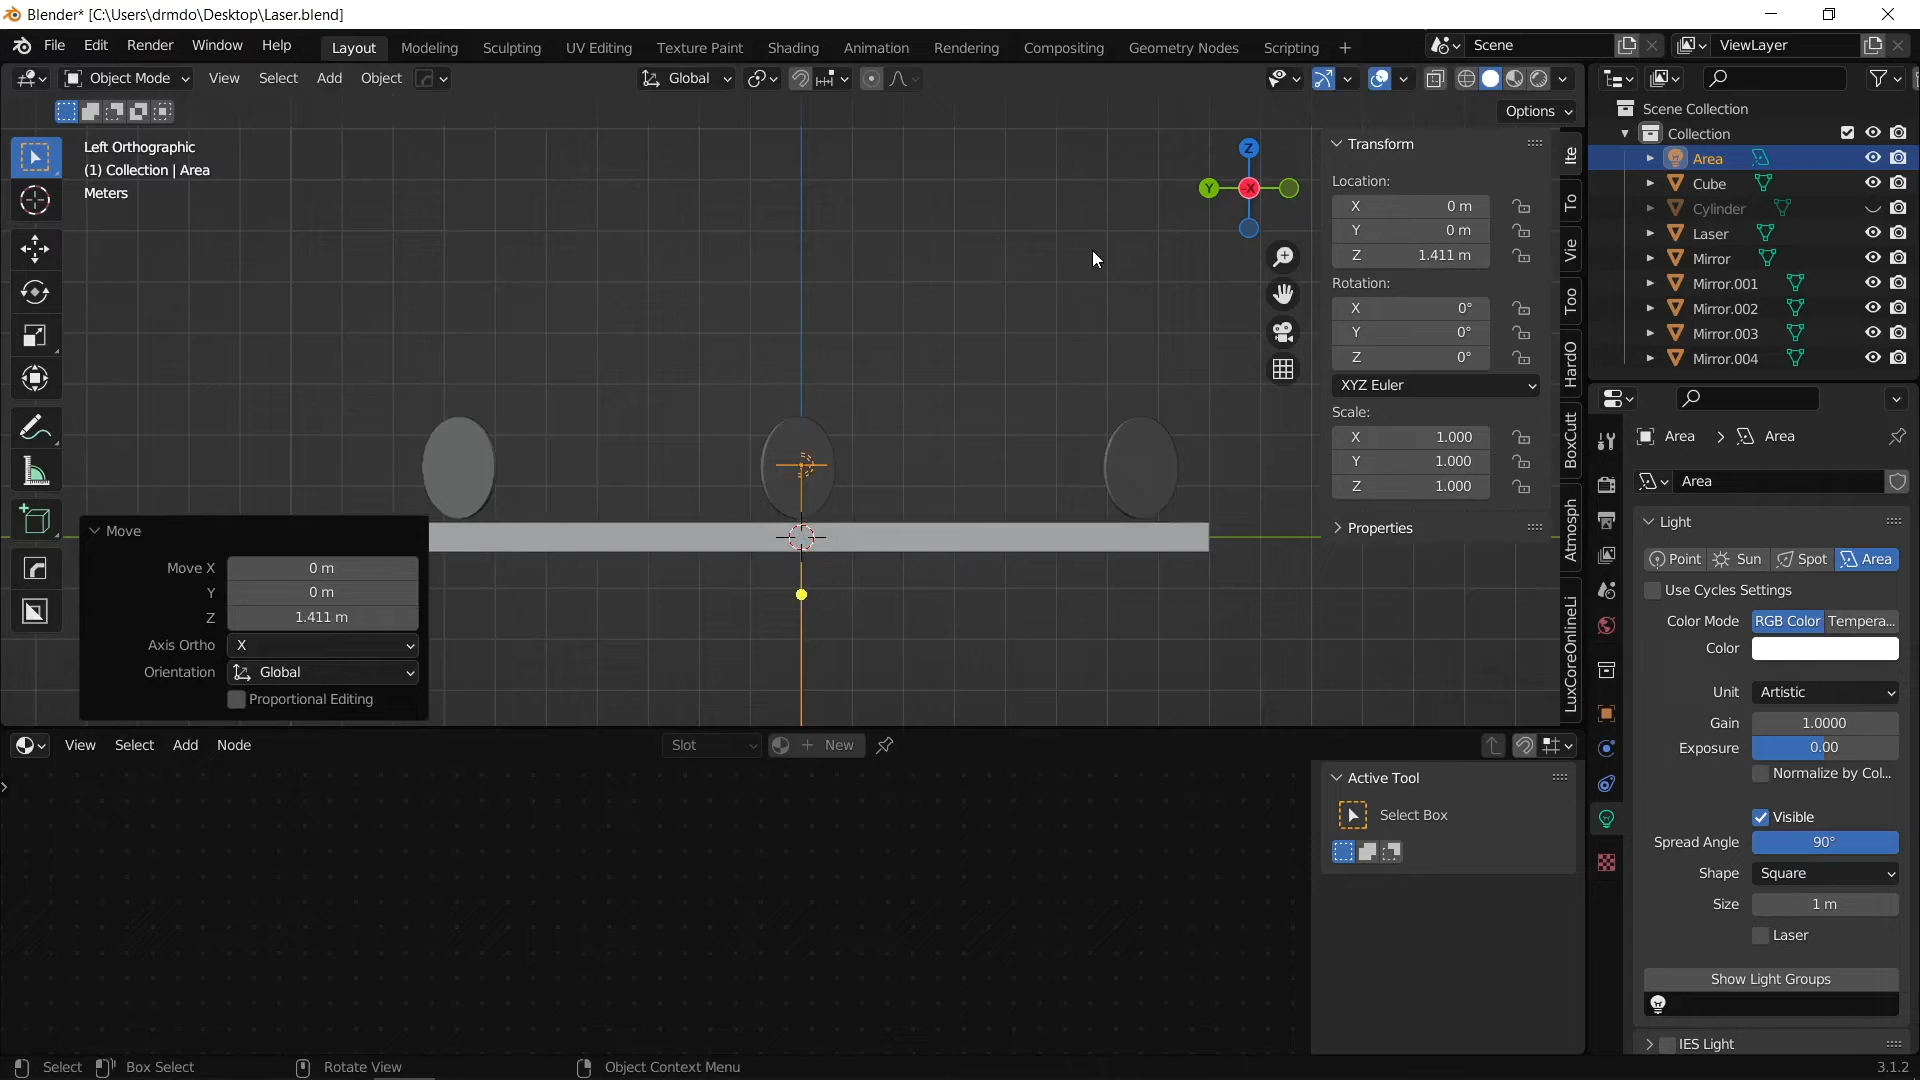 Blender* [C:\Users\drmdo\Desktop\Laser.blend]
File Edit Render Window Help Layout Modeling Sculpting UV Editing Texture Paint Shading Animation Rendering Compositing Geometry Nodes Scripting + Scene ViewLayer
Object Mode View Select Add Object Global
Options
Left Orthographic
(1) Collection | Area
Meters
Z
Y
-X
Transform
Location:
X 0 m
Y 0 m
Z 1.411 m
Rotation:
X 0°
Y 0°
Z 0°
XYZ Euler
Scale:
X 1.000
Y 1.000
Z 1.000
Properties
Ite
To
Vie
Too
HardO
BoxCutt
Atmosph
LuxCoreOnlineLi
Move
Move X 0 m
Y 0 m
Z 1.411 m
Axis Ortho X
Orientation Global
Proportional Editing
View Select Add Node Slot New
Active Tool
Select Box
Scene Collection
Collection
Area
Cube
Cylinder
Laser
Mirror
Mirror.001
Mirror.002
Mirror.003
Mirror.004
Area > Area
Area
Light
Point Sun Spot Area
Use Cycles Settings
Color Mode RGB Color Tempera...
Color
Unit Artistic
Gain 1.0000
Exposure 0.00
Normalize by Col...
Visible
Spread Angle 90°
Shape Square
Size 1 m
Laser
Show Light Groups
IES Light
Select Box Select Rotate View Object Context Menu 3.1.2